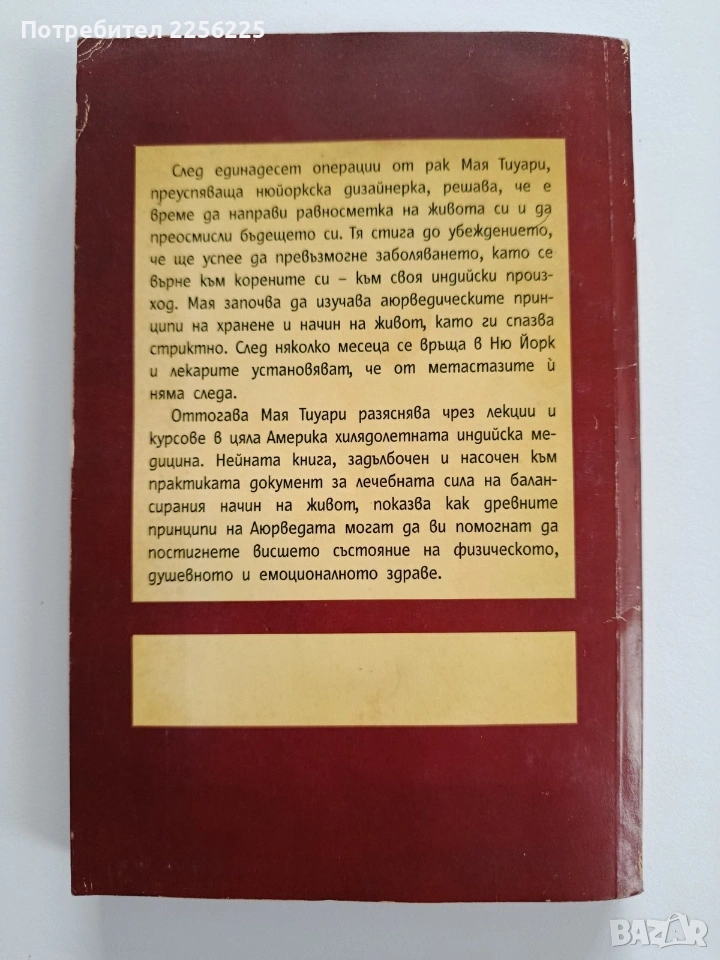 Потребител 2256225
След единадесет операции от рак Мая Тиуари,
преуспяваща нюйоркска дизайнерка, решава, че е
време да направи равносметка на живота си и да
преосмисли бъдещето си. Тя стига до убеждението,
че ще успее да превъзмогне заболяването, като се
върне към корените си – към своя индийски произ-
ход. Мая започва да изучава аюрведическите прин-
ципи на хранене и начин на живот, като ги спазва
стриктно. След няколко месеца се връща в Ню Йорк
и лекарите установяват, че от метастазите ѝ
няма следа.
Оттогава Мая Тиуари разяснява чрез лекции и
курсове в цяла Америка хилядолетната индийска ме-
дицина. Нейната книга, задълбочен и насочен към
практиката документ за лечебната сила на балан-
сирания начин на живот, показва как древните
принципи на Аюрведата могат да ви помогнат да
постигнете висшето състояние на физическото,
душевното и емоционалното здраве.
BAZAR